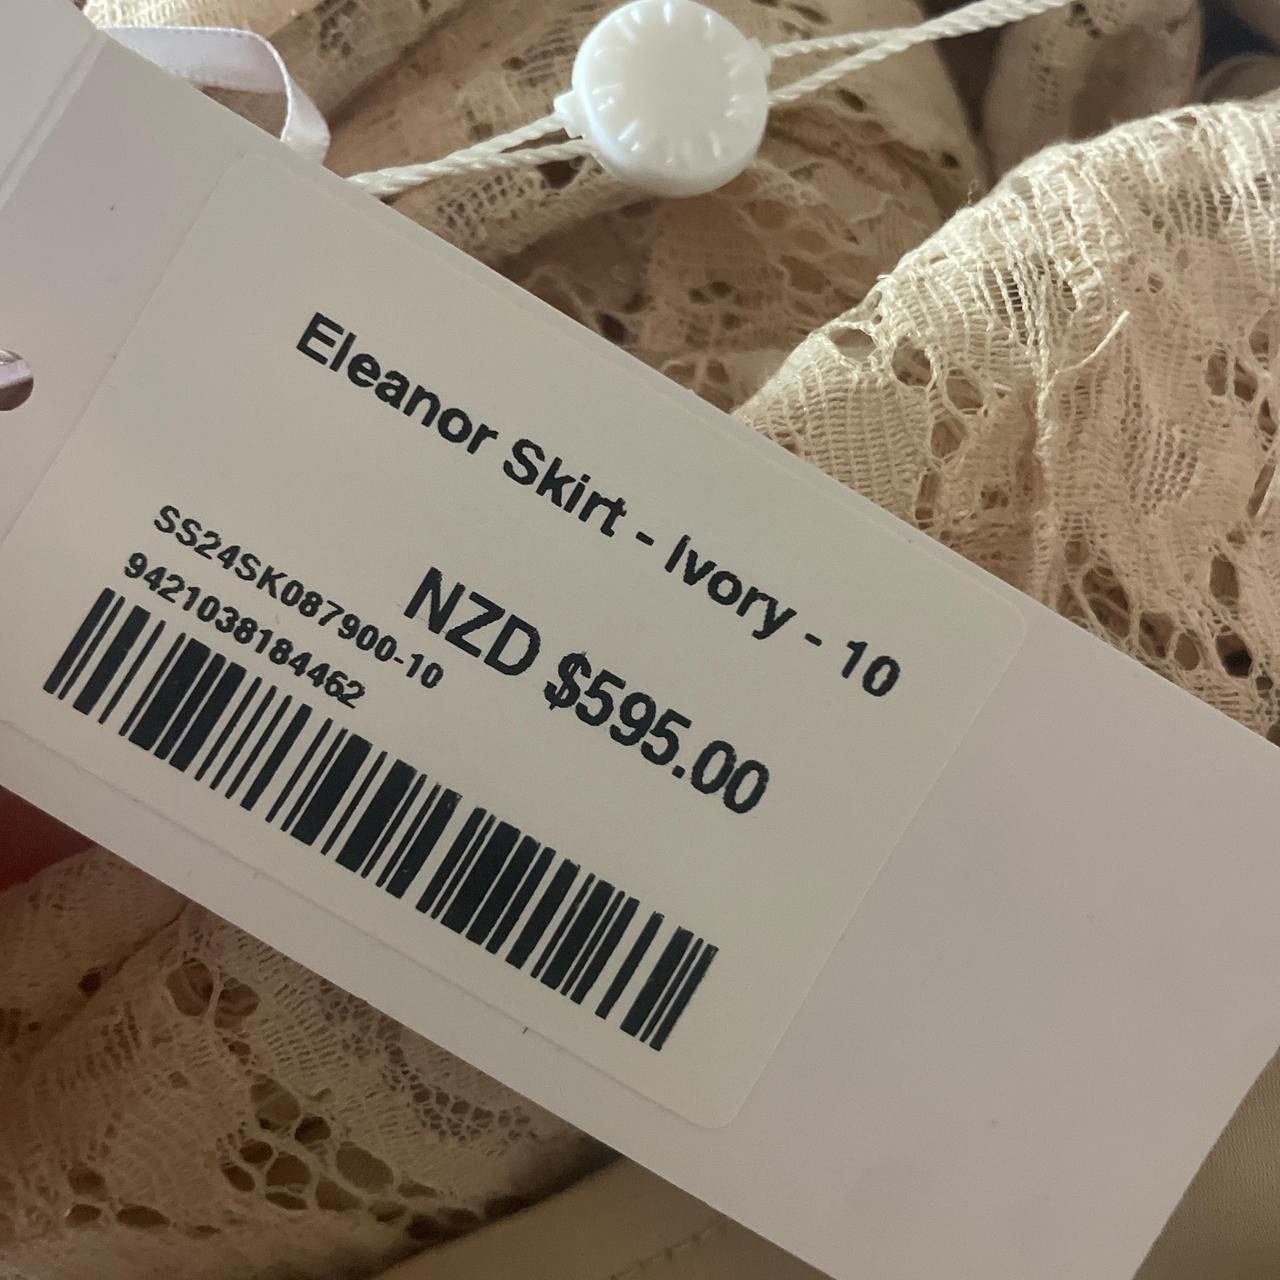 Eleanor Skirt - Ivory - 10
NZD $595.00
SS24SK087900-10
9421038184462